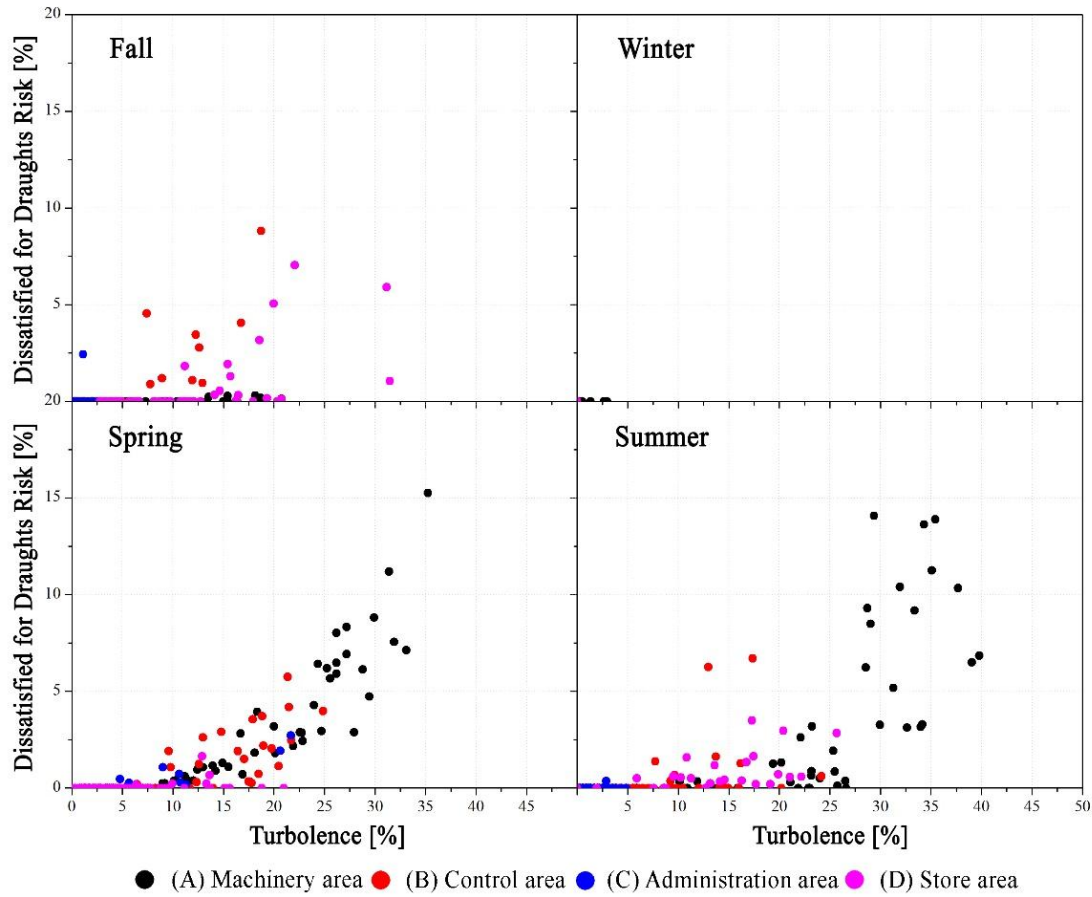 20
15
10
5
Dissatisfied for Draughts Risk [%]
Fall
Winter
20
15
10
5
0
Dissatisfied for Draughts Risk [%]
Spring
Summer
0 5 10 15 20 25 30 35 40 45 5 10 15 20 25 30 35 40 45 50
Turbolence [%] Turbolence [%]
(A) Machinery area (B) Control area (C) Administration area (D) Store area